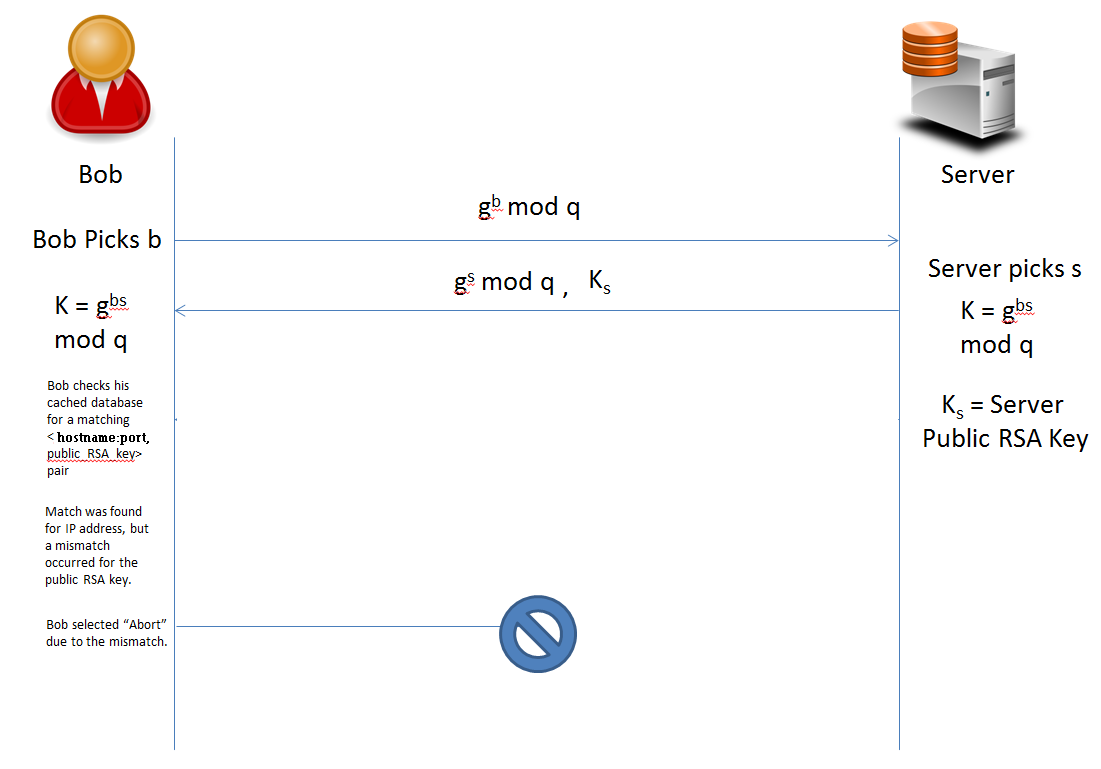 Bob
Server
g^b mod q
Bob Picks b
Server picks s
g^s mod q , K_s
K = g^bs
mod q
K = g^bs
mod q
Bob checks his
cached database
for a matching
< hostname:port,
public_RSA_key>
pair
K_s = Server
Public RSA Key
Match was found
for IP address, but
a mismatch
occurred for the
public RSA key.
Bob selected “Abort”
due to the mismatch.